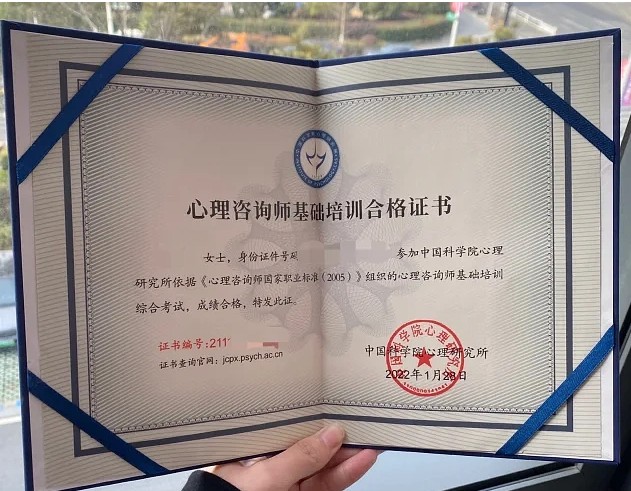 心理咨询师基础培训合格证书
女士，身份证件号 参加中国科学院心理
研究所依据《心理咨询师国家职业标准（2005）》组织的心理咨询师基础培训
综合考试，成绩合格，特发此证。
证书编号:211
证书查询官网：jcpx.psych.ac.cn
中国科学院心理研究所
2022年1月28日